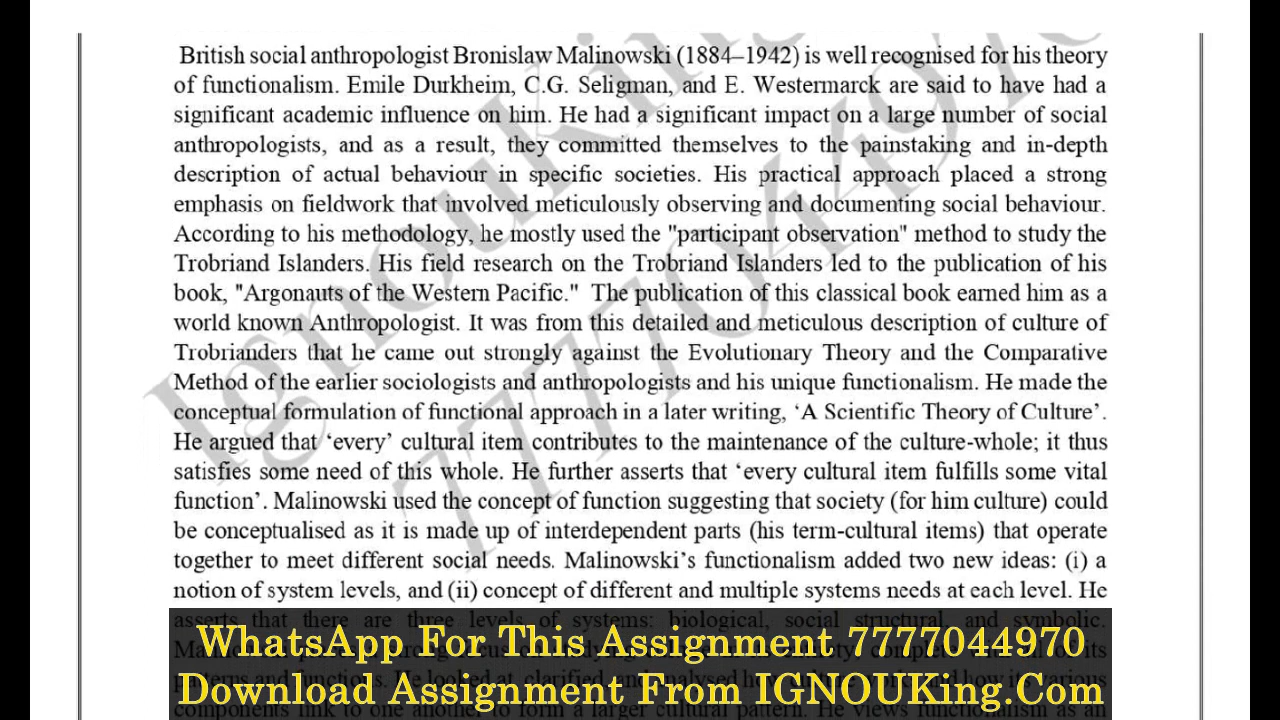 British social anthropologist Bronislaw Malinowski (1884–1942) is well recognised for his theory
of functionalism. Emile Durkheim, C.G. Seligman, and E. Westermarck are said to have had a
significant academic influence on him. He had a significant impact on a large number of social
anthropologists, and as a result, they committed themselves to the painstaking and in-depth
description of actual behaviour in specific societies. His practical approach placed a strong
emphasis on fieldwork that involved meticulously observing and documenting social behaviour.
According to his methodology, he mostly used the "participant observation" method to study the
Trobriand Islanders. His field research on the Trobriand Islanders led to the publication of his
book, "Argonauts of the Western Pacific." The publication of this classical book earned him as a
world known Anthropologist. It was from this detailed and meticulous description of culture of
Trobrianders that he came out strongly against the Evolutionary Theory and the Comparative
Method of the earlier sociologists and anthropologists and his unique functionalism. He made the
conceptual formulation of functional approach in a later writing, ‘A Scientific Theory of Culture’.
He argued that ‘every’ cultural item contributes to the maintenance of the culture-whole; it thus
satisfies some need of this whole. He further asserts that ‘every cultural item fulfills some vital
function’. Malinowski used the concept of function suggesting that society (for him culture) could
be conceptualised as it is made up of interdependent parts (his term-cultural items) that operate
together to meet different social needs. Malinowski’s functionalism added two new ideas: (i) a
notion of system levels, and (ii) concept of different and multiple systems needs at each level. He
asserts that there are three levels of systems: biological, social structural, and symbolic.
WhatsApp For This Assignment 7777044970
Download Assignment From IGNOUKing.Com